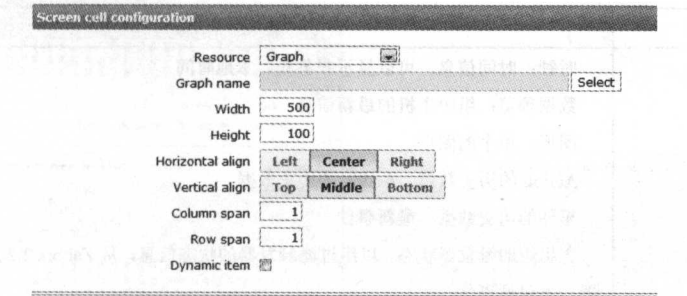 Screen cell configuration
Resource Graph
Graph name Select
Width 500
Height 100
Horizontal align Left Center Right
Vertical align Top Middle Bottom
Column span 1
Row span 1
Dynamic item